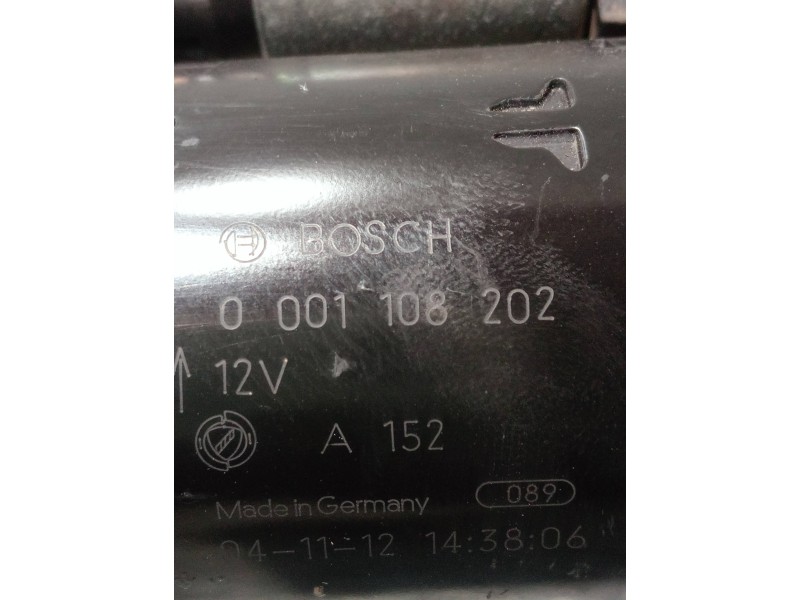 BOSCH
0 001 108 202
12V
A 152
Made in Germany 089
04-11-12 14:38:06